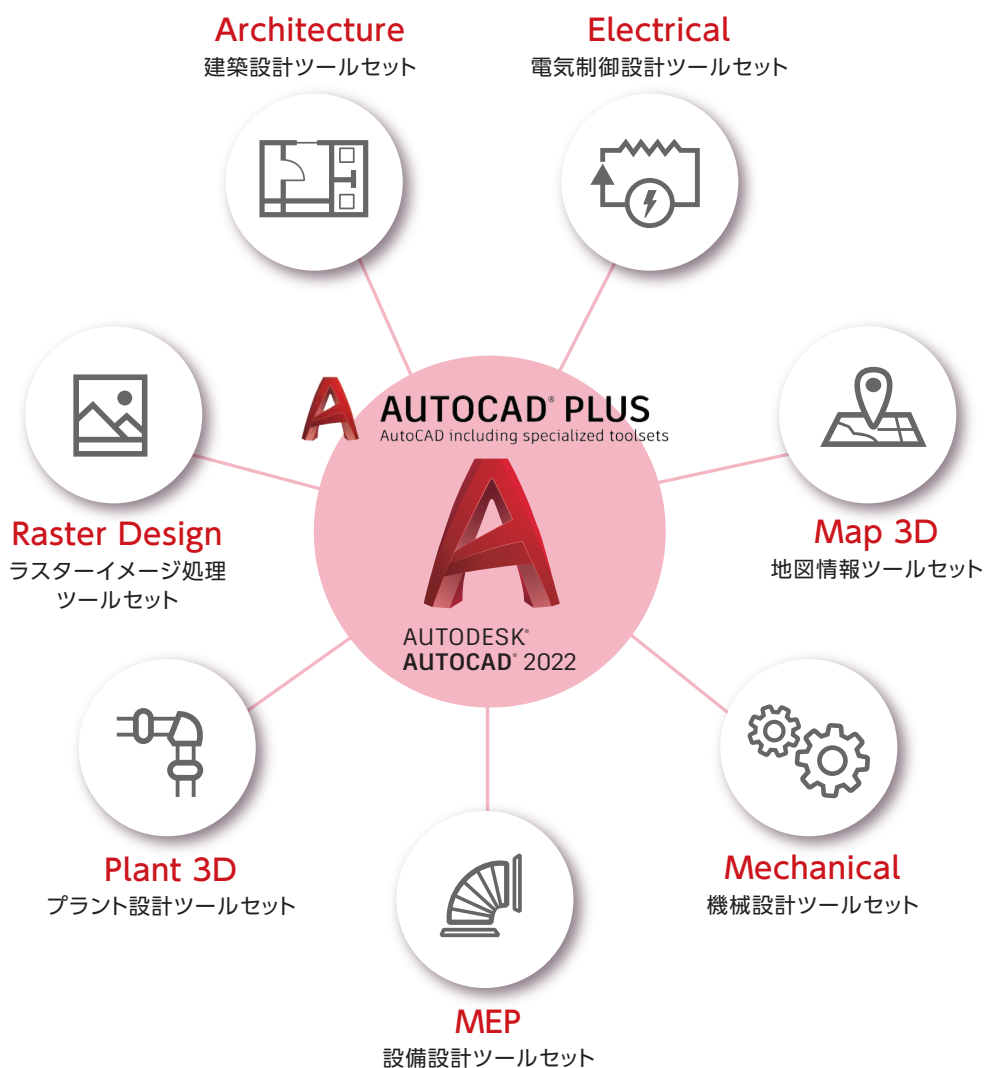 Architecture
建築設計ツールセット
Electrical
電気制御設計ツールセット
AUTOCAD® PLUS
AutoCAD including specialized toolsets
Raster Design
ラスターイメージ処理
ツールセット
Map 3D
地図情報ツールセット
AUTODESK®
AUTOCAD® 2022
Plant 3D
プラント設計ツールセット
Mechanical
機械設計ツールセット
MEP
設備設計ツールセット